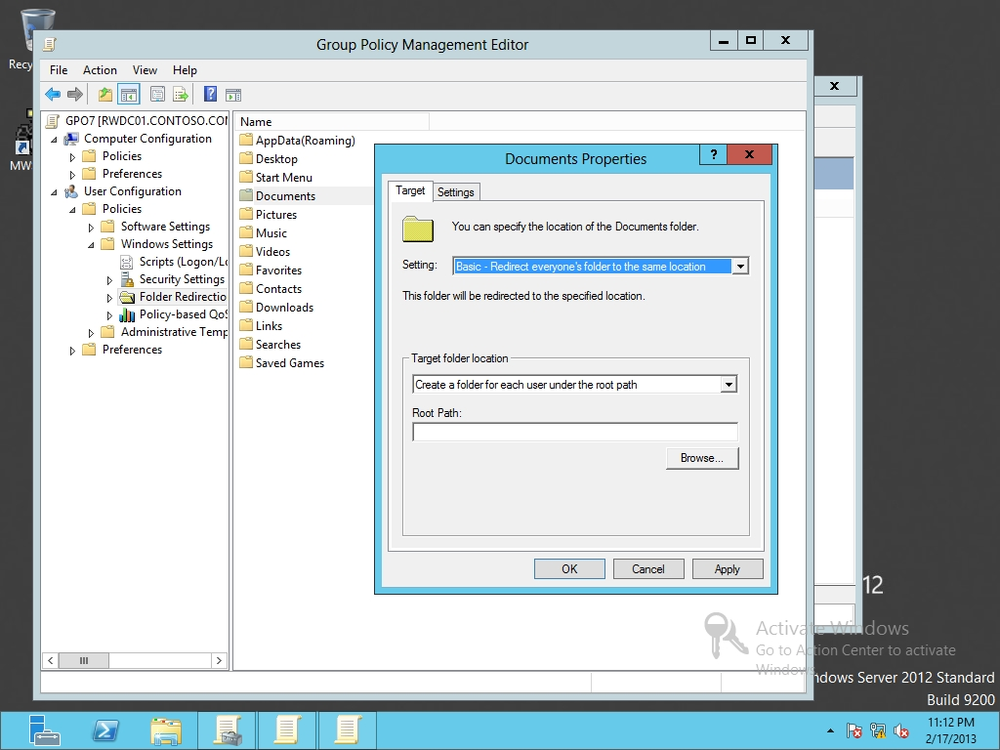 Recy
MWS
Group Policy Management Editor
File Action View Help
GPO7 [RWDC01.CONTOSO.COM
Computer Configuration
Policies
Preferences
User Configuration
Policies
Software Settings
Windows Settings
Scripts (Logon/Lo
Security Settings
Folder Redirectio
Policy-based QoS
Administrative Temp
Preferences
Name
AppData(Roaming)
Desktop
Start Menu
Documents
Pictures
Music
Videos
Favorites
Contacts
Downloads
Links
Searches
Saved Games
Documents Properties
Target Settings
You can specify the location of the Documents folder.
Setting: Basic - Redirect everyone's folder to the same location
This folder will be redirected to the specified location.
Target folder location
Create a folder for each user under the root path
Root Path:
Browse...
OK Cancel Apply
12
Activate Windows
Go to Action Center to activate
Windows.
ndows Server 2012 Standard
Build 9200
11:12 PM
2/17/2013